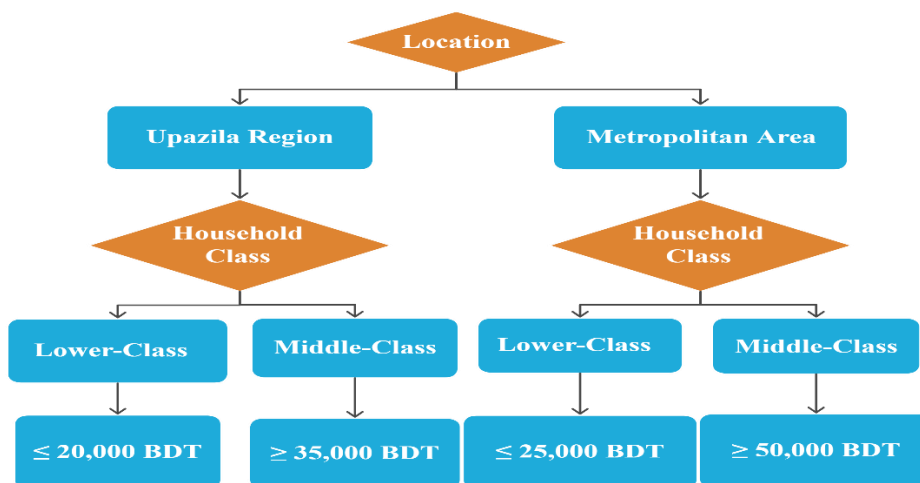 Location
Upazila Region
Metropolitan Area
Household
Class
Household
Class
Lower-Class
Middle-Class
Lower-Class
Middle-Class
≤ 20,000 BDT
≥ 35,000 BDT
≤ 25,000 BDT
≥ 50,000 BDT